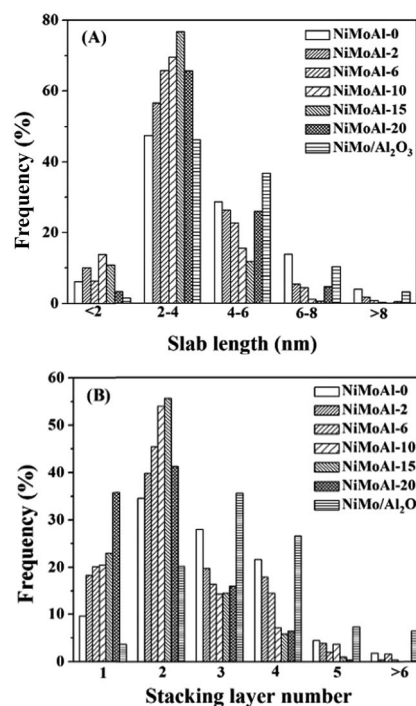 (A)
NiMoAl-0
NiMoAl-2
NiMoAl-6
NiMoAl-10
NiMoAl-15
NiMoAl-20
NiMo/Al₂O₃
Frequency (%)
80
60
40
20
0
<2 2-4 4-6 6-8 >8
Slab length (nm)
(B)
NiMoAl-0
NiMoAl-2
NiMoAl-6
NiMoAl-10
NiMoAl-15
NiMoAl-20
NiMo/Al₂O
Frequency (%)
60
50
40
30
20
10
0
1 2 3 4 5 >6
Stacking layer number